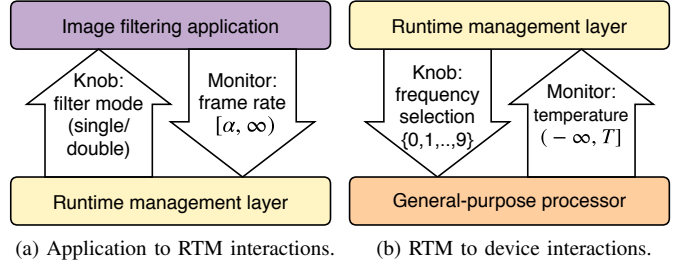 Image filtering application
Knob:
filter mode
(single/
double)
Monitor:
frame rate
[α, ∞)
Runtime management layer
(a) Application to RTM interactions.
Runtime management layer
Knob:
frequency
selection
{0,1,..,9}
Monitor:
temperature
(− ∞, T]
General-purpose processor
(b) RTM to device interactions.